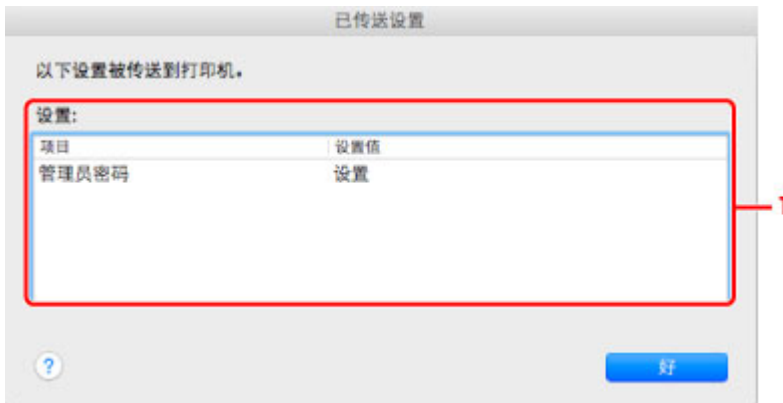 已传送设置
以下设置被传送到打印机。
设置:
项目 设置值
管理员密码 设置
1
?
好